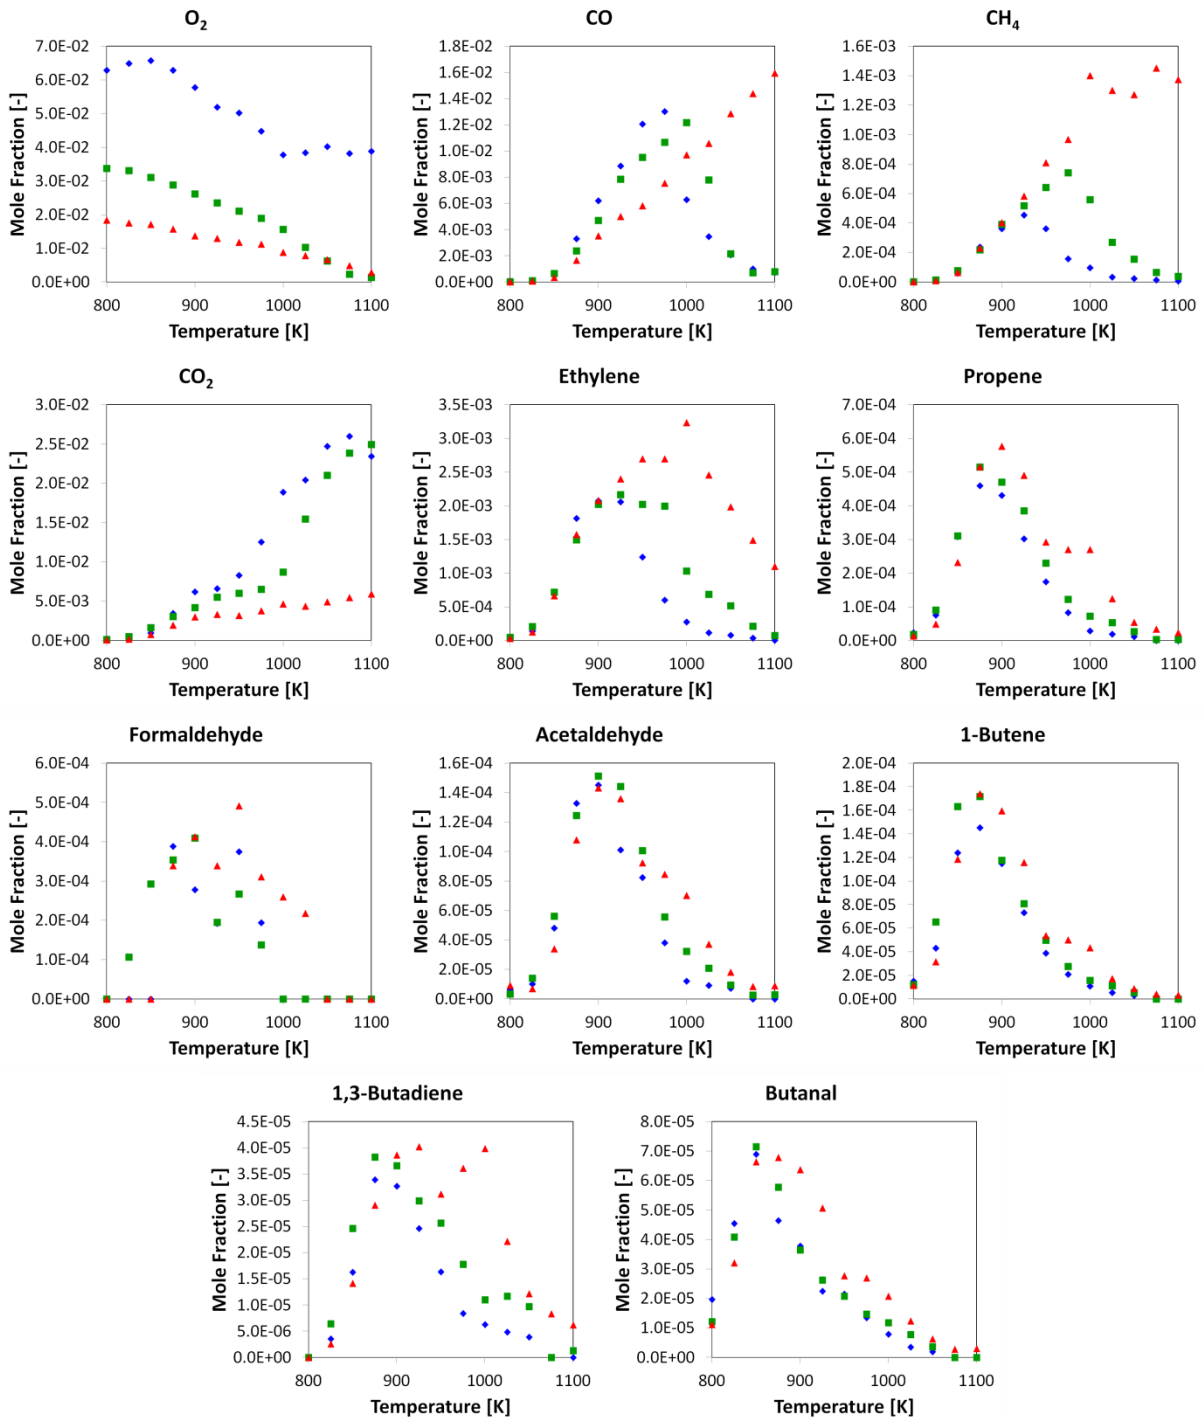 O₂
7.0E-02
6.0E-02
5.0E-02
4.0E-02
3.0E-02
2.0E-02
1.0E-02
0.0E+00
Mole Fraction [-]
800 900 1000 1100
Temperature [K]
CO
1.8E-02
1.6E-02
1.4E-02
1.2E-02
1.0E-02
8.0E-03
6.0E-03
4.0E-03
2.0E-03
0.0E+00
Mole Fraction [-]
800 900 1000 1100
Temperature [K]
CH₄
1.6E-03
1.4E-03
1.2E-03
1.0E-03
8.0E-04
6.0E-04
4.0E-04
2.0E-04
0.0E+00
Mole Fraction [-]
800 900 1000 1100
Temperature [K]
CO₂
3.0E-02
2.5E-02
2.0E-02
1.5E-02
1.0E-02
5.0E-03
0.0E+00
Mole Fraction [-]
800 900 1000 1100
Temperature [K]
Ethylene
3.5E-03
3.0E-03
2.5E-03
2.0E-03
1.5E-03
1.0E-03
5.0E-04
0.0E+00
Mole Fraction [-]
800 900 1000 1100
Temperature [K]
Propene
7.0E-04
6.0E-04
5.0E-04
4.0E-04
3.0E-04
2.0E-04
1.0E-04
0.0E+00
Mole Fraction [-]
800 900 1000 1100
Temperature [K]
Formaldehyde
6.0E-04
5.0E-04
4.0E-04
3.0E-04
2.0E-04
1.0E-04
0.0E+00
Mole Fraction [-]
800 900 1000 1100
Temperature [K]
Acetaldehyde
1.6E-04
1.4E-04
1.2E-04
1.0E-04
8.0E-05
6.0E-05
4.0E-05
2.0E-05
0.0E+00
Mole Fraction [-]
800 900 1000 1100
Temperature [K]
1-Butene
2.0E-04
1.8E-04
1.6E-04
1.4E-04
1.2E-04
1.0E-04
8.0E-05
6.0E-05
4.0E-05
2.0E-05
0.0E+00
Mole Fraction [-]
800 900 1000 1100
Temperature [K]
1,3-Butadiene
4.5E-05
4.0E-05
3.5E-05
3.0E-05
2.5E-05
2.0E-05
1.5E-05
1.0E-05
5.0E-06
0.0E+00
Mole Fraction [-]
800 900 1000 1100
Temperature [K]
Butanal
8.0E-05
7.0E-05
6.0E-05
5.0E-05
4.0E-05
3.0E-05
2.0E-05
1.0E-05
0.0E+00
Mole Fraction [-]
800 900 1000 1100
Temperature [K]